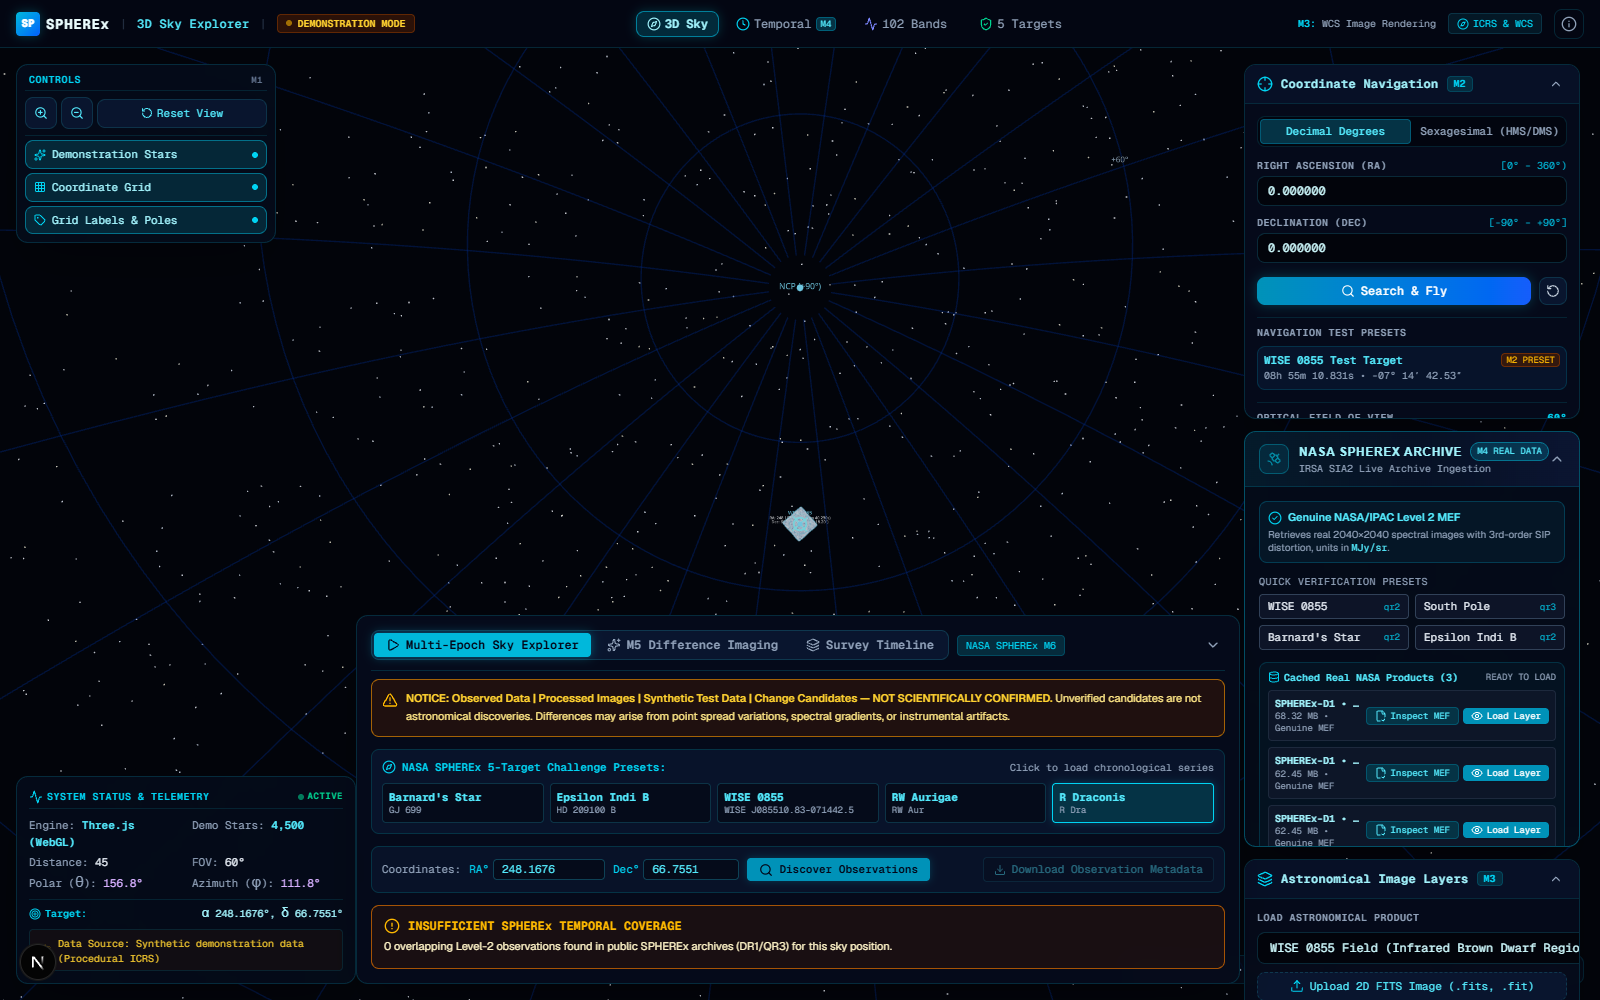 SP SPHEREx | 3D Sky Explorer | DEMONSTRATION MODE
3D Sky
Temporal M4
102 Bands
5 Targets
M3: WCS Image Rendering
ICRS & WCS
CONTROLS M1
Reset View
Demonstration Stars
Coordinate Grid
Grid Labels & Poles
+60°
NCP (+90°)
Coordinate Navigation M2
Decimal Degrees
Sexagesimal (HMS/DMS)
RIGHT ASCENSION (RA) [0° - 360°)
0.000000
DECLINATION (DEC) [-90° - +90°]
0.000000
Search & Fly
NAVIGATION TEST PRESETS
WISE 0855 Test Target M2 PRESET
08h 55m 10.831s • -07° 14' 42.53"
OPTICAL FIELD OF VIEW 60°
NASA SPHEREX ARCHIVE M4 REAL DATA
IRSA SIA2 Live Archive Ingestion
Genuine NASA/IPAC Level 2 MEF
Retrieves real 2040×2040 spectral images with 3rd-order SIP
distortion, units in MJy/sr.
QUICK VERIFICATION PRESETS
WISE 0855 qr2
South Pole qr3
Barnard's Star qr2
Epsilon Indi B qr2
Cached Real NASA Products (3) READY TO LOAD
SPHEREx-D1 • …
68.32 MB •
Genuine MEF
Inspect MEF
Load Layer
SPHEREx-D1 • …
62.45 MB •
Genuine MEF
Inspect MEF
Load Layer
SPHEREx-D1 • …
62.45 MB •
Genuine MEF
Inspect MEF
Load Layer
Astronomical Image Layers M3
LOAD ASTRONOMICAL PRODUCT
WISE 0855 Field (Infrared Brown Dwarf Regio
Upload 2D FITS Image (.fits, .fit)
Multi-Epoch Sky Explorer
M5 Difference Imaging
Survey Timeline
NASA SPHEREx M6
NOTICE: Observed Data | Processed Images | Synthetic Test Data | Change Candidates — NOT SCIENTIFICALLY CONFIRMED. Unverified candidates are not
astronomical discoveries. Differences may arise from point spread variations, spectral gradients, or instrumental artifacts.
NASA SPHEREx 5-Target Challenge Presets: Click to load chronological series
Barnard's Star
GJ 699
Epsilon Indi B
HD 209100 B
WISE 0855
WISE J085510.83-071442.5
RW Aurigae
RW Aur
R Draconis
R Dra
Coordinates: RA° 248.1676 Dec° 66.7551
Discover Observations
Download Observation Metadata
INSUFFICIENT SPHEREx TEMPORAL COVERAGE
0 overlapping Level-2 observations found in public SPHEREx archives (DR1/QR3) for this sky position.
SYSTEM STATUS & TELEMETRY ACTIVE
Engine: Three.js
(WebGL)
Demo Stars: 4,500
Distance: 45
FOV: 60°
Polar (θ): 156.8°
Azimuth (φ): 111.8°
Target: α 248.1676°, δ 66.7551°
Data Source: Synthetic demonstration data
(Procedural ICRS)
N